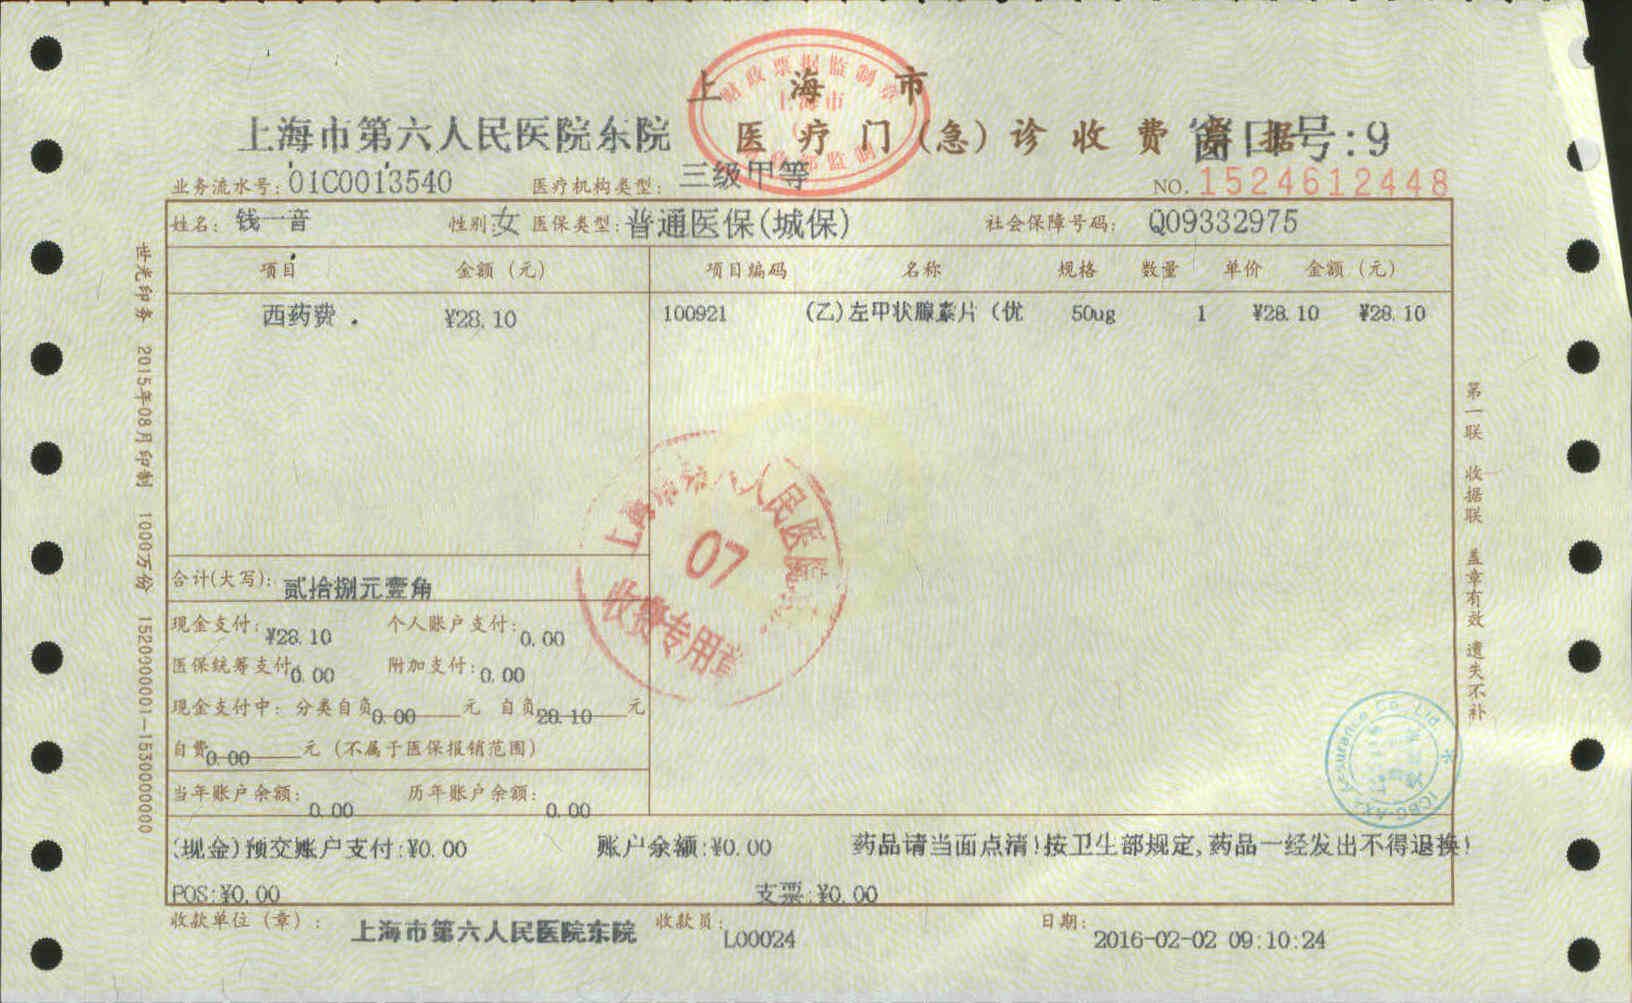 上海市
上海市第六人民医院东院 医疗门(急)诊收费票据 窗口号:9
业务流水号: 01C0013540 医疗机构类型: 三级甲等 NO. 1524612448
姓名: 钱一音 性别: 女 医保类型: 普通医保(城保) 社会保障号码: Q09332975
项目 金额（元） 项目编码 名称 规格 数量 单价 金额（元）
西药费 . ¥28.10 100921 (乙)左甲状腺素片（优 50ug 1 ¥28.10 ¥28.10
合计(大写): 贰拾捌元壹角
现金支付: ¥28.10 个人账户支付: 0.00
医保统筹支付: 0.00 附加支付: 0.00
现金支付中: 分类自负 0.00 元 自负 28.10 元
自费 0.00 元（不属于医保报销范围）
当年账户余额: 0.00 历年账户余额: 0.00
(现金)预交账户支付:¥0.00 账户余额:¥0.00 药品请当面点清!按卫生部规定,药品一经发出不得退换!
POS:¥0.00 支票:¥0.00
收款单位（章）: 上海市第六人民医院东院 收款员: L00024 日期: 2016-02-02 09:10:24
世光印务 2015年08月印制 1000万份 1520900001—1530000000
第一联 收据联 盖章有效 遗失不补
财政票据监制章
上海市
07
收费专用章